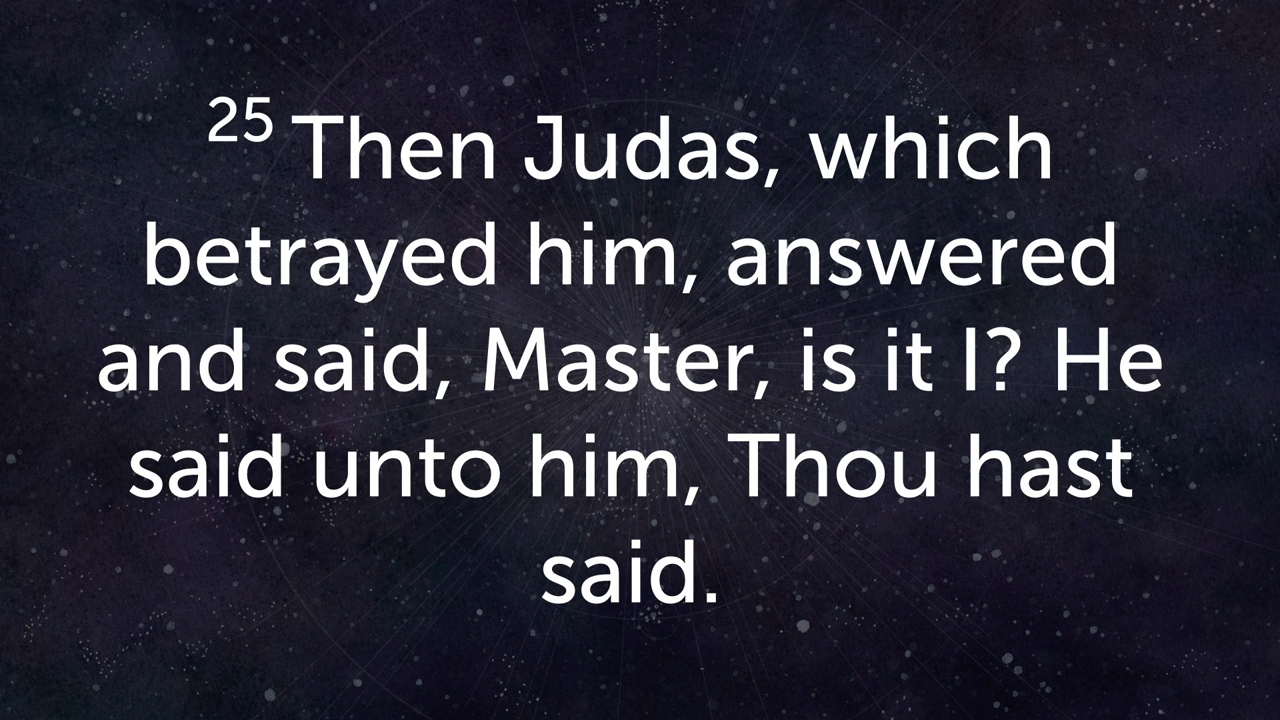 25 Then Judas, which
betrayed him, answered
and said, Master, is it I? He
said unto him, Thou hast
said.